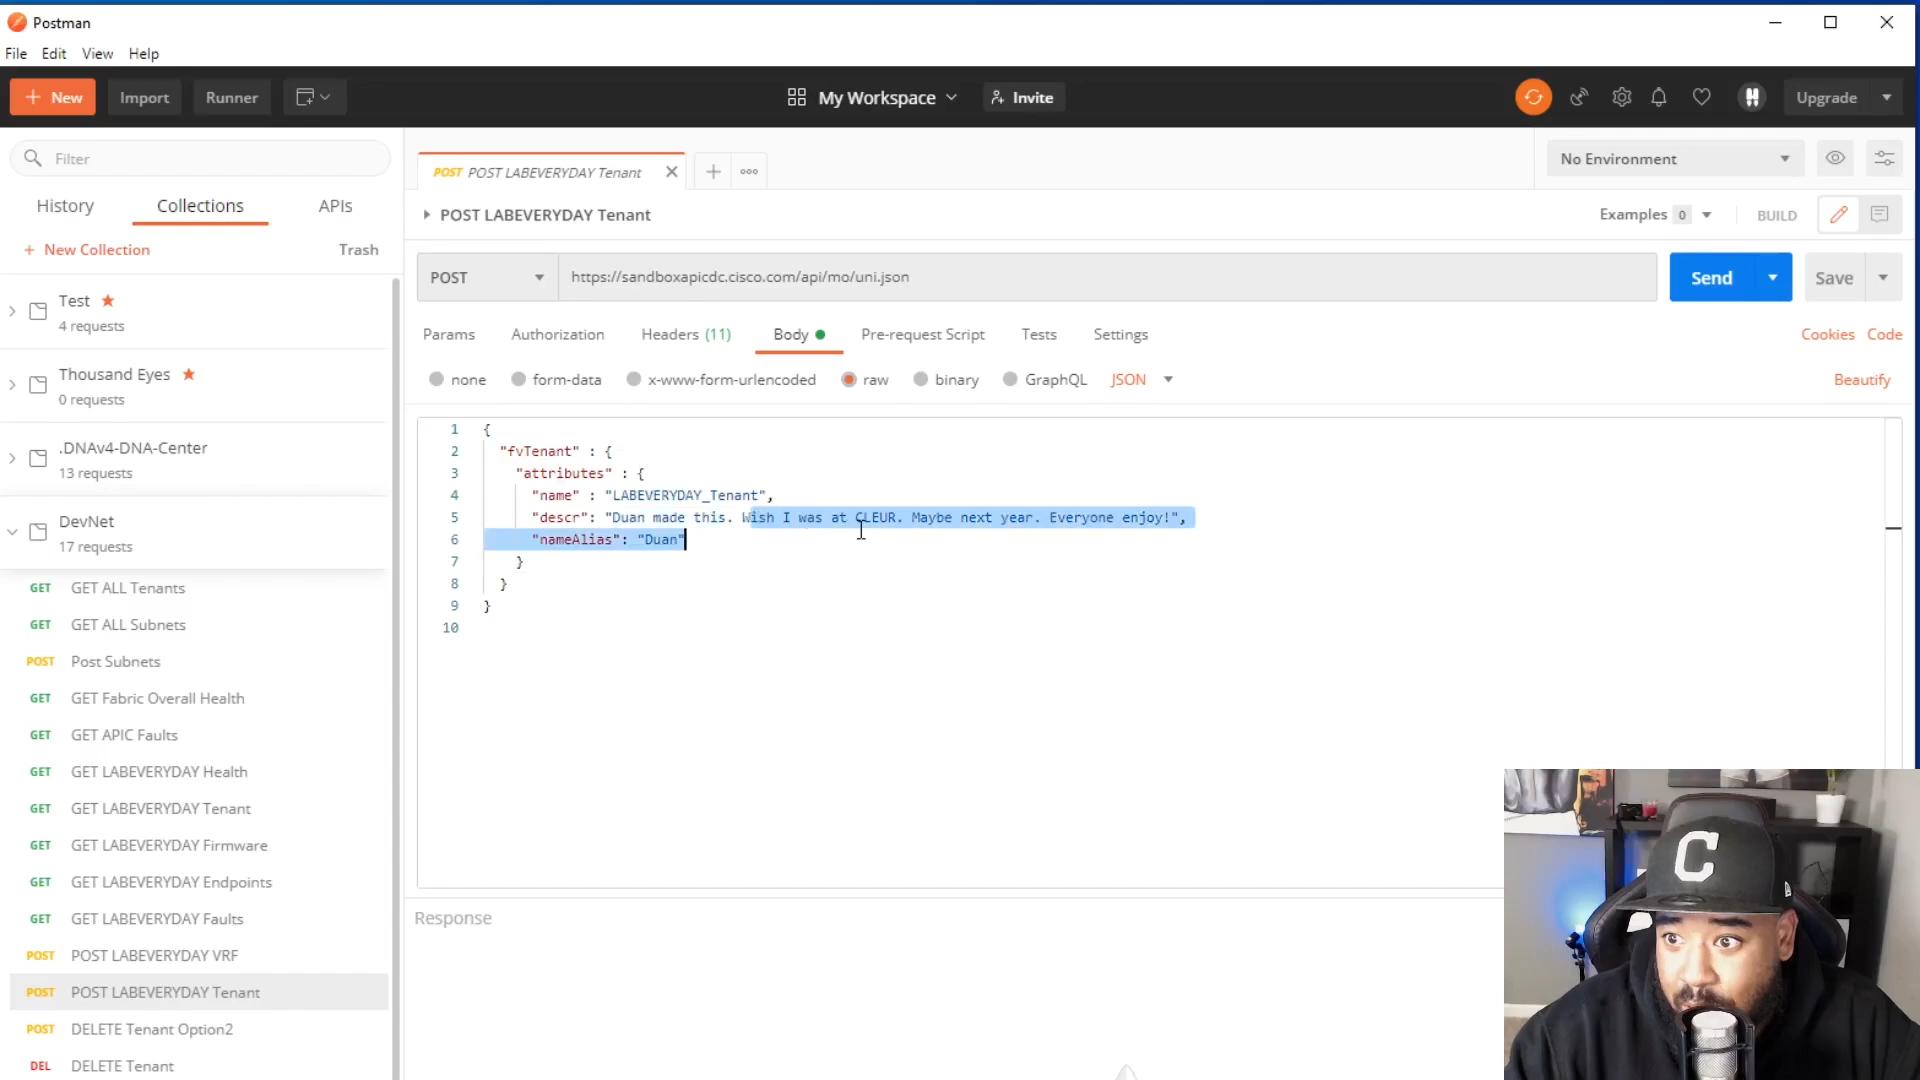 Postman
File Edit View Help
+ New Import Runner My Workspace Invite Upgrade
Filter
History Collections APIs
+ New Collection Trash
Test
4 requests
Thousand Eyes
0 requests
.DNAv4-DNA-Center
13 requests
DevNet
17 requests
GET GET ALL Tenants
GET GET ALL Subnets
POST Post Subnets
GET GET Fabric Overall Health
GET GET APIC Faults
GET GET LABEVERYDAY Health
GET GET LABEVERYDAY Tenant
GET GET LABEVERYDAY Firmware
GET GET LABEVERYDAY Endpoints
GET GET LABEVERYDAY Faults
POST POST LABEVERYDAY VRF
POST POST LABEVERYDAY Tenant
POST DELETE Tenant Option2
DEL DELETE Tenant
POST POST LABEVERYDAY Tenant
No Environment
POST LABEVERYDAY Tenant
Examples 0 BUILD
POST https://sandboxapicdc.cisco.com/api/mo/uni.json Send Save
Params Authorization Headers (11) Body Pre-request Script Tests Settings Cookies Code
none form-data x-www-form-urlencoded raw binary GraphQL JSON Beautify
1 {
2 "fvTenant" : {
3 "attributes" : {
4 "name" : "LABEVERYDAY_Tenant",
5 "descr": "Duan made this. Wish I was at CLEUR. Maybe next year. Everyone enjoy!",
6 "nameAlias": "Duan"
7 }
8 }
9 }
10
Response
C